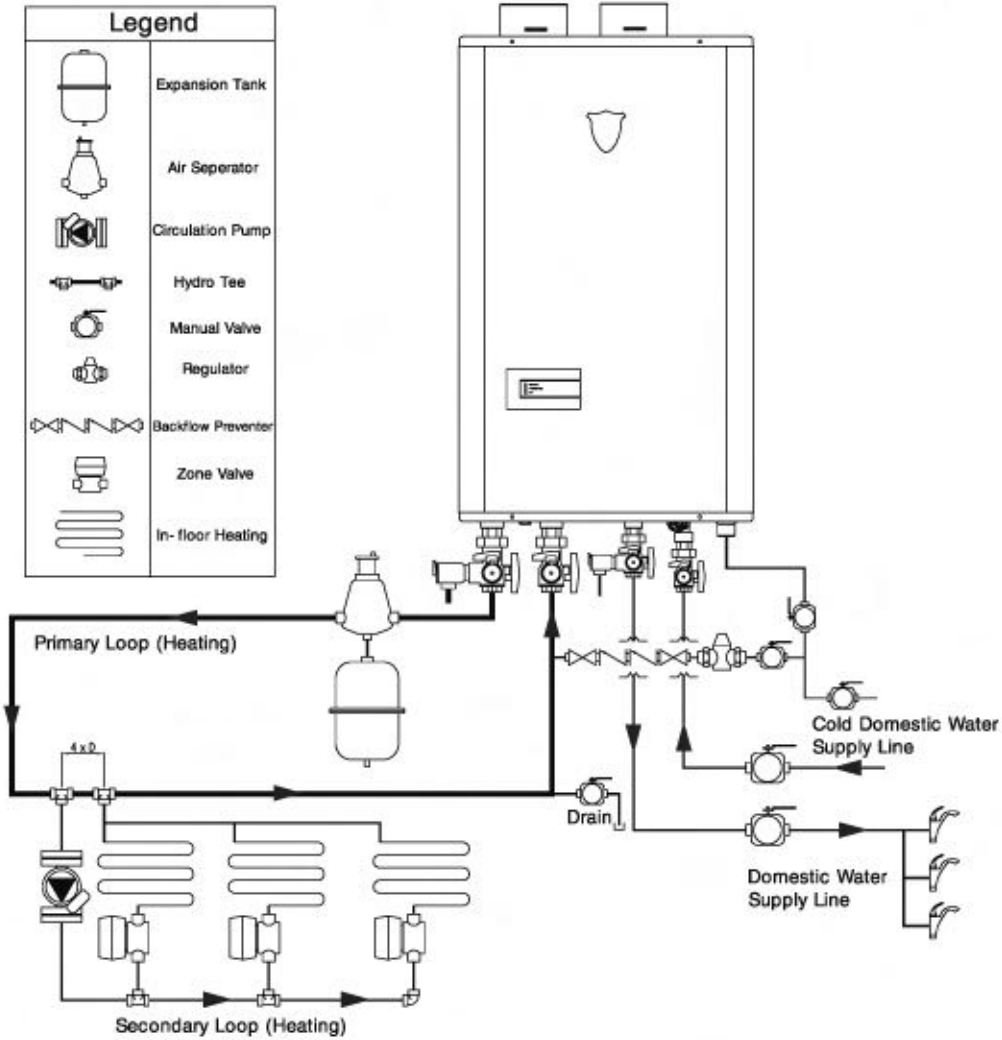 Legend
Expansion Tank
Air Seperator
Circulation Pump
Hydro Tee
Manual Valve
Regulator
Backflow Preventer
Zone Valve
In- floor Heating
Primary Loop (Heating)
4 x D
Cold Domestic Water
Supply Line
Drain
Domestic Water
Supply Line
Secondary Loop (Heating)